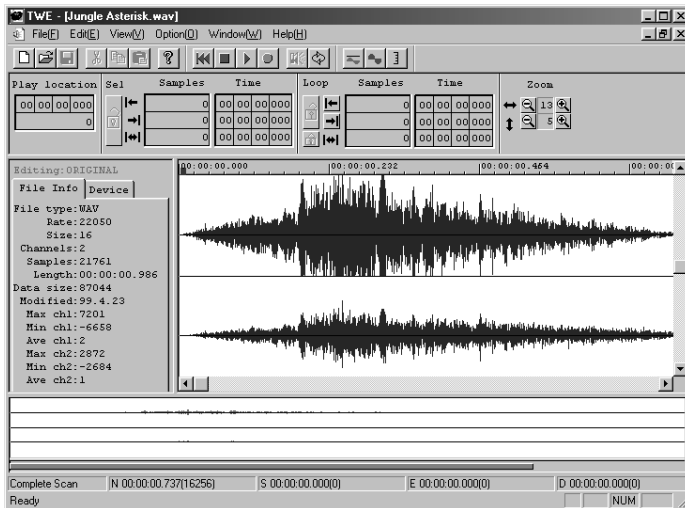 TWE - [Jungle Asterisk.wav]
File(F) Edit(E) View(V) Option(O) Window(W) Help(H)
Play location Sel Samples Time Loop Samples Time Zoom
00 00 00 000 0 00 00 00 000 0 00 00 00 000 13
0 0 00 00 00 000 0 00 00 00 000 5
0 00 00 00 000 0 00 00 00 000
Editing:ORIGINAL
File Info Device
File type:WAV
Rate:22050
Size:16
Channels:2
Samples:21761
Length:00:00:00.986
Data size:87044
Modified:99.4.23
Max ch1:7201
Min ch1:-6658
Ave ch1:2
Max ch2:2872
Min ch2:-2684
Ave ch2:1
00:00:00.000 00:00:00.232 00:00:00.464 00:00:0
Complete Scan N 00:00:00.737(16256) S 00:00:00.000(0) E 00:00:00.000(0) D 00:00:00.000(0)
Ready NUM